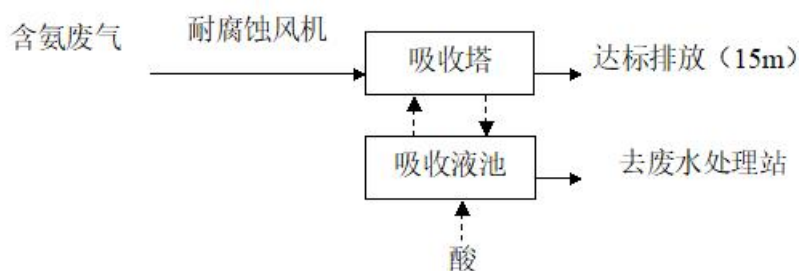 含氨废气
耐腐蚀风机
吸收塔
达标排放（15m）
吸收液池
去废水处理站
酸